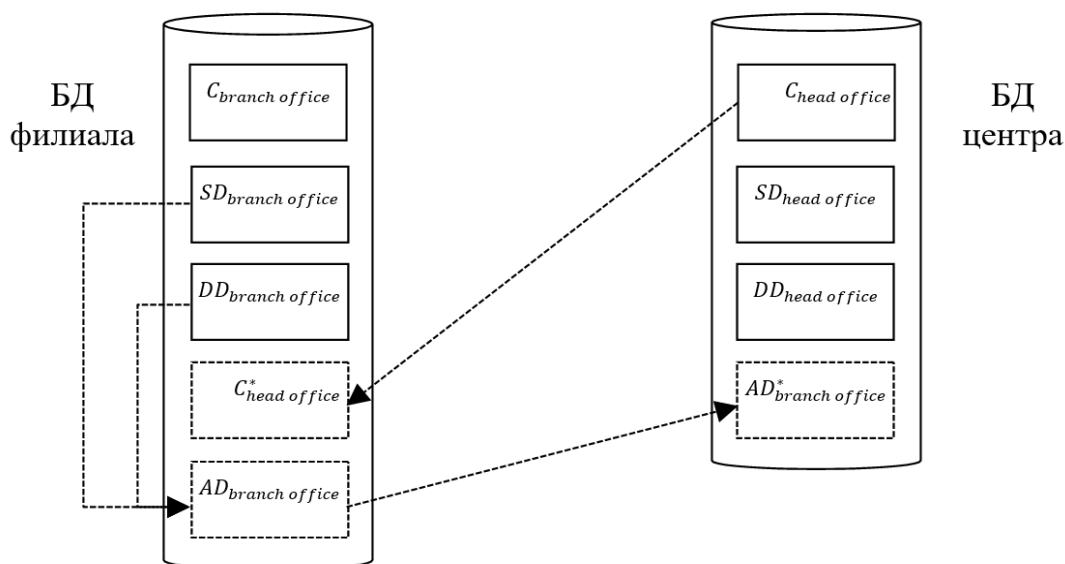 БД
филиала
C_{branch office}
SD_{branch office}
DD_{branch office}
C^{*}_{head office}
AD_{branch office}
C_{head office}
SD_{head office}
DD_{head office}
AD^{*}_{branch office}
БД
центра